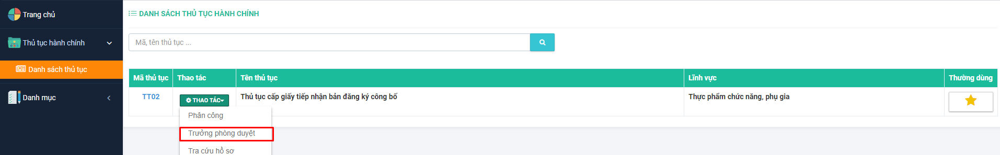 Trang chủ
Thủ tục hành chính
Danh sách thủ tục
Danh mục
DANH SÁCH THỦ TỤC HÀNH CHÍNH
Mã, tên thủ tục ...
Mã thủ tục Thao tác Tên thủ tục Lĩnh vực Thường dùng
TT02 THAO TÁC Thủ tục cấp giấy tiếp nhận bản đăng ký công bố Thực phẩm chức năng, phụ gia
Phân công
Trưởng phòng duyệt
Tra cứu hồ sơ